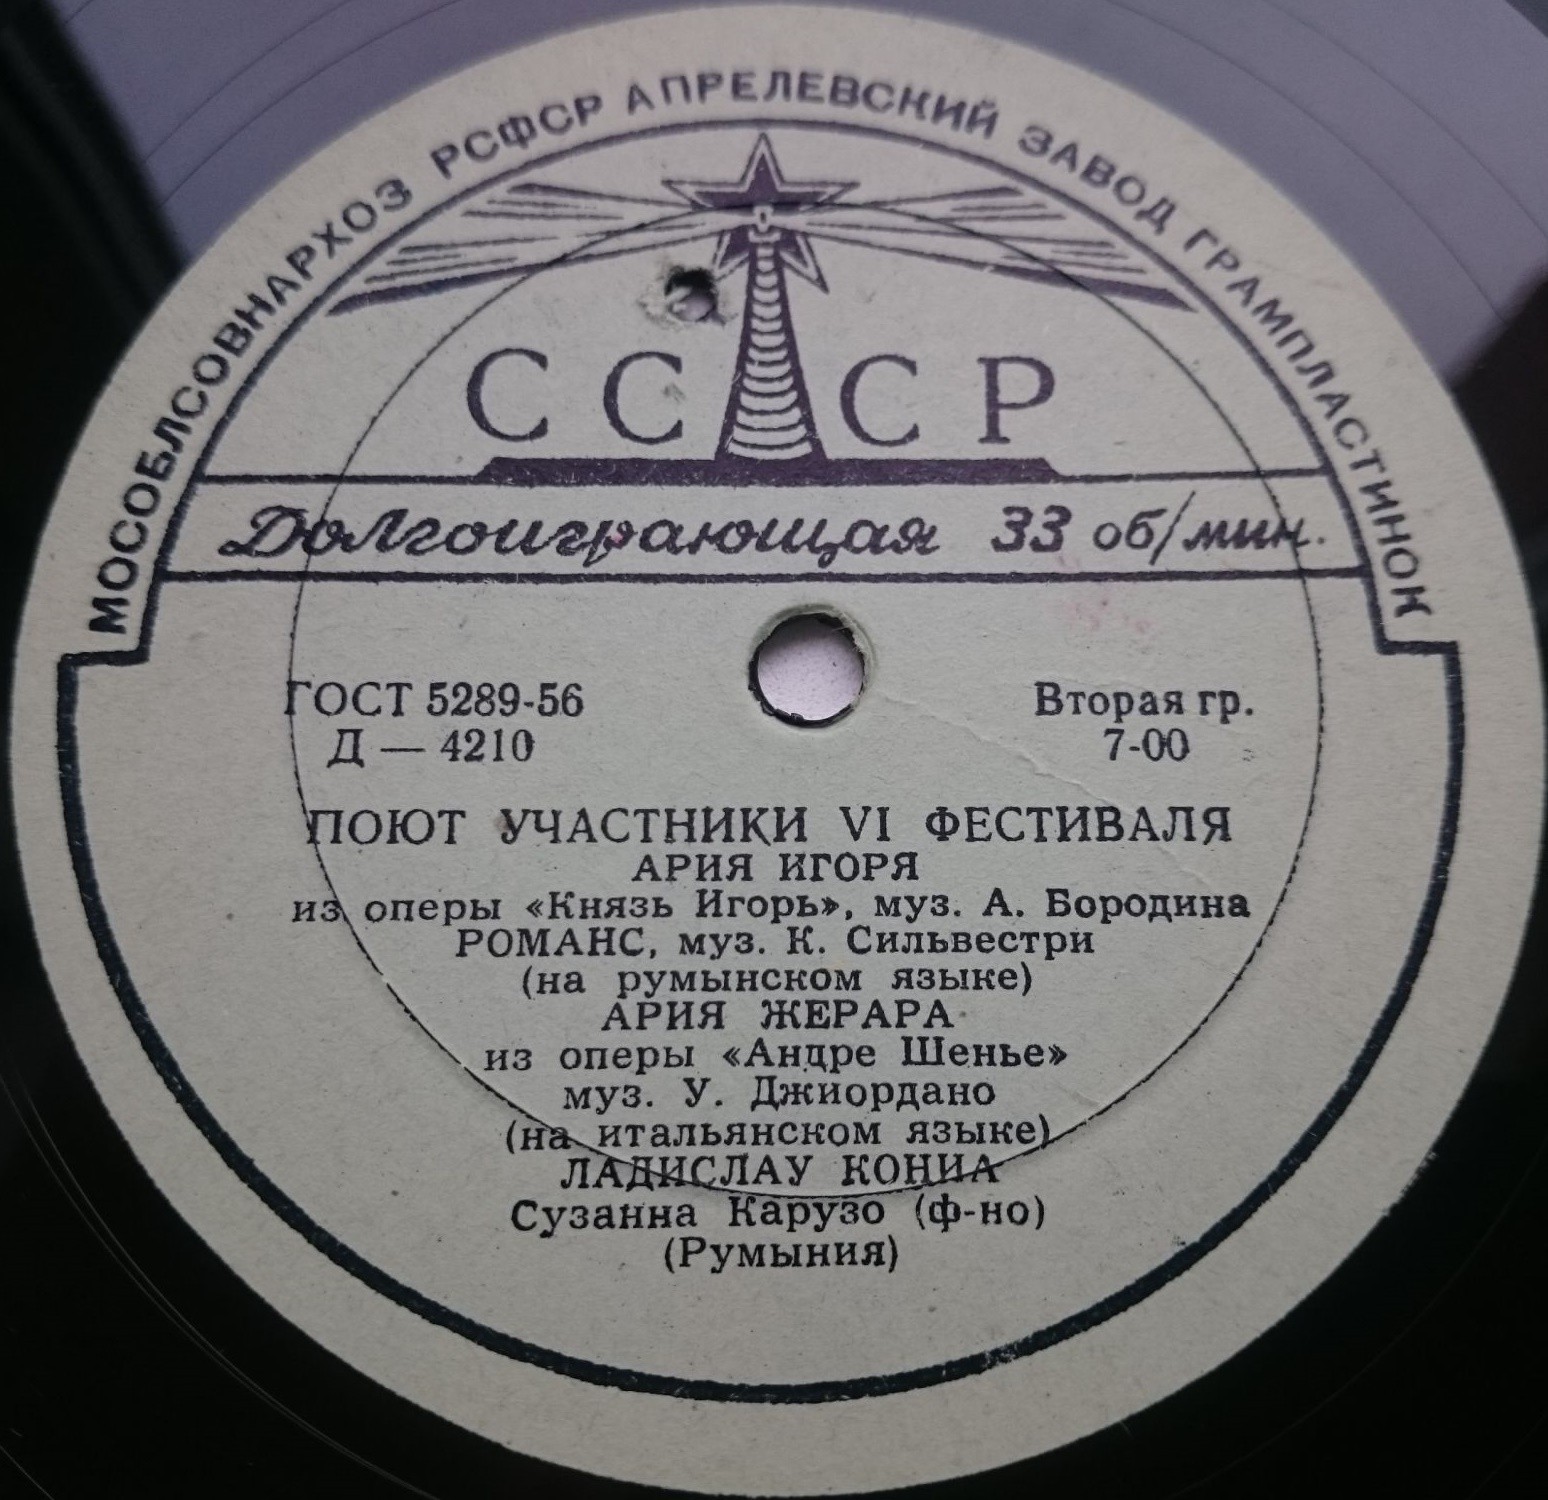 МОСОБЛСОВНАРХОЗ РСФСР АПРЕЛЕВСКИЙ ЗАВОД ГРАМПЛАСТИНОК
СССР
Долгоиграющая 33 об/мин.
ГОСТ 5289-56 Вторая гр.
Д — 4210 7-00
ПОЮТ УЧАСТНИКИ VI ФЕСТИВАЛЯ
АРИЯ ИГОРЯ
из оперы «Князь Игорь», муз. А. Бородина
РОМАНС, муз. К. Сильвестри
(на румынском языке)
АРИЯ ЖЕРАРА
из оперы «Андре Шенье»
муз. У. Джиордано
(на итальянском языке)
ЛАДИСЛАУ КОНИА
Сузанна Карузо (ф-но)
(Румыния)